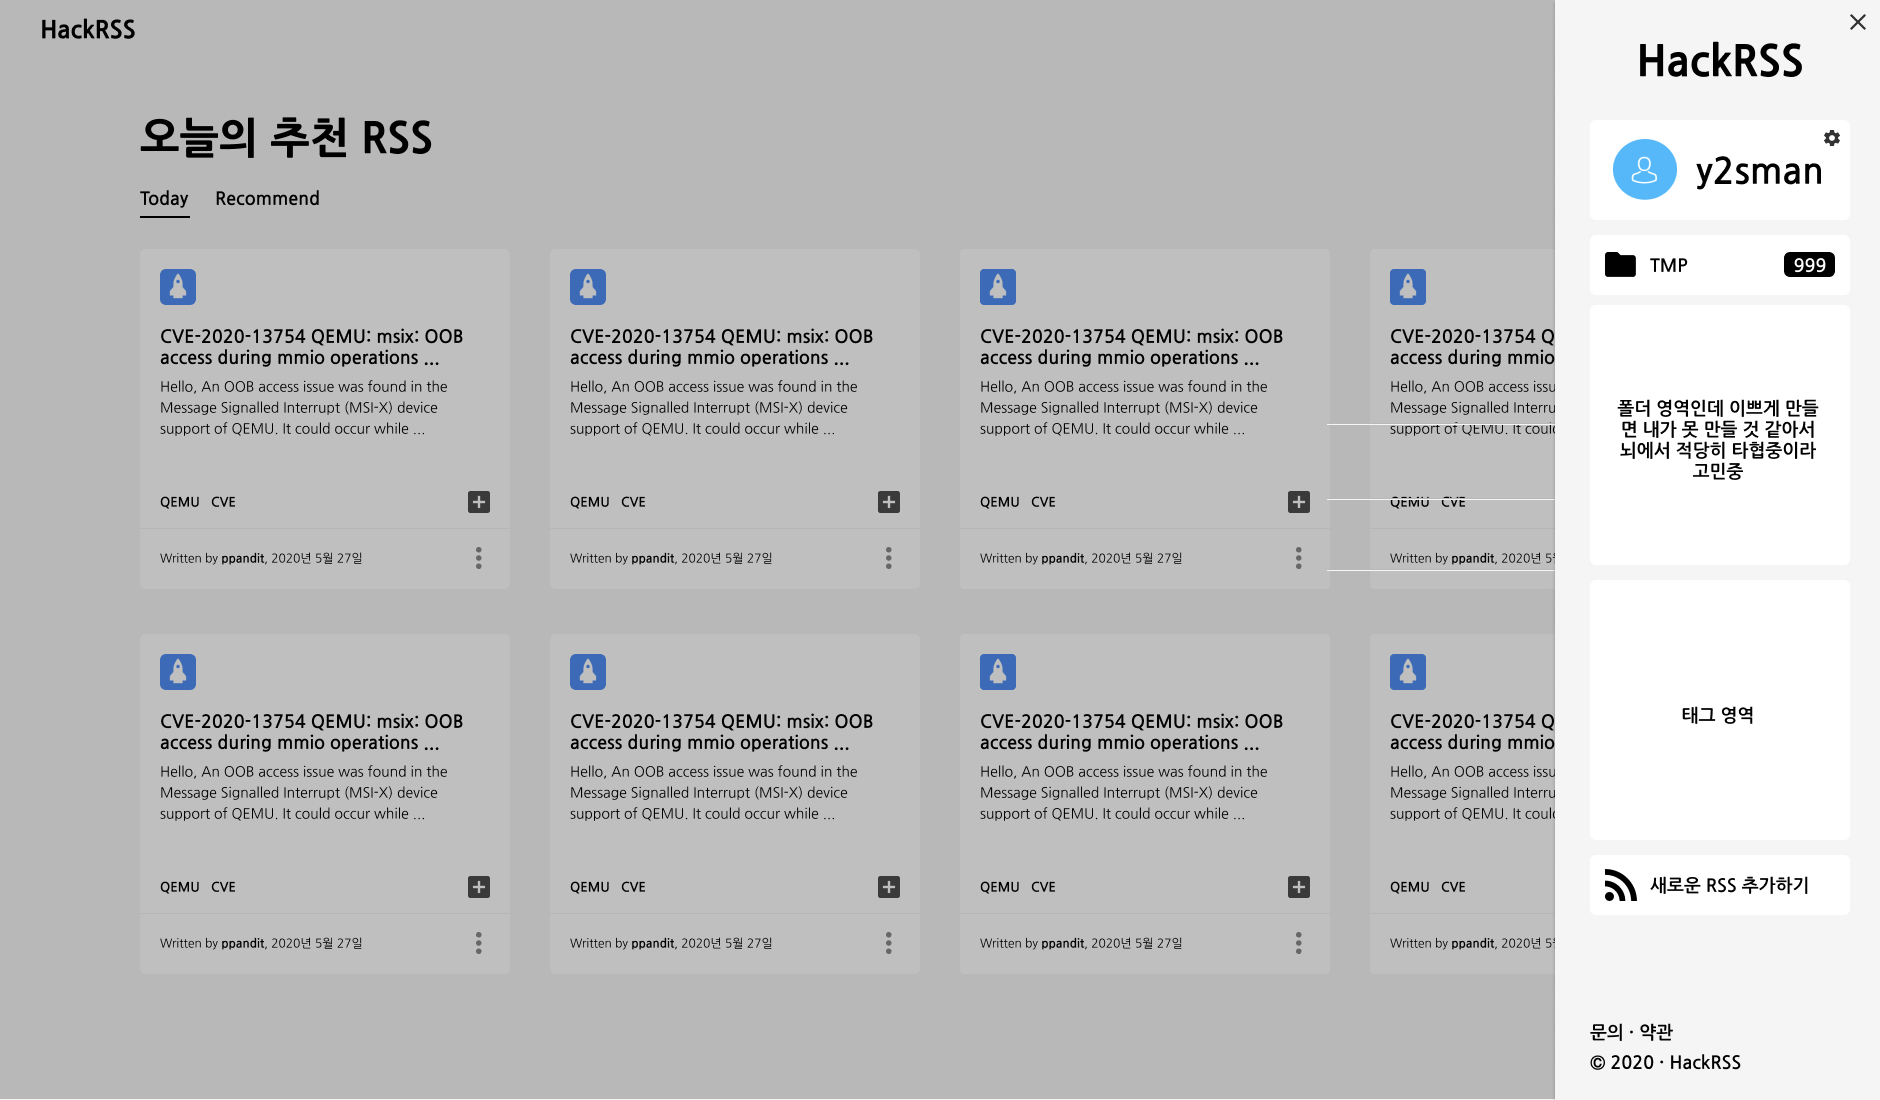 HackRSS
오늘의 추천 RSS
Today Recommend
CVE-2020-13754 QEMU: msix: OOB
access during mmio operations ...
Hello, An OOB access issue was found in the
Message Signalled Interrupt (MSI-X) device
support of QEMU. It could occur while ...
QEMU CVE
Written by ppandit, 2020년 5월 27일
CVE-2020-13754 QEMU: msix: OOB
access during mmio operations ...
Hello, An OOB access issue was found in the
Message Signalled Interrupt (MSI-X) device
support of QEMU. It could occur while ...
QEMU CVE
Written by ppandit, 2020년 5월 27일
CVE-2020-13754 QEMU: msix: OOB
access during mmio operations ...
Hello, An OOB access issue was found in the
Message Signalled Interrupt (MSI-X) device
support of QEMU. It could occur while ...
QEMU CVE
Written by ppandit, 2020년 5월 27일
CVE-2020-13754
access during mmio
Hello, An OOB access issu
Message Signalled Interru
support of QEMU. It could
QEMU CVE
Written by ppandit, 2020년
CVE-2020-13754 QEMU: msix: OOB
access during mmio operations ...
Hello, An OOB access issue was found in the
Message Signalled Interrupt (MSI-X) device
support of QEMU. It could occur while ...
QEMU CVE
Written by ppandit, 2020년 5월 27일
CVE-2020-13754 QEMU: msix: OOB
access during mmio operations ...
Hello, An OOB access issue was found in the
Message Signalled Interrupt (MSI-X) device
support of QEMU. It could occur while ...
QEMU CVE
Written by ppandit, 2020년 5월 27일
CVE-2020-13754 QEMU: msix: OOB
access during mmio operations ...
Hello, An OOB access issue was found in the
Message Signalled Interrupt (MSI-X) device
support of QEMU. It could occur while ...
QEMU CVE
Written by ppandit, 2020년 5월 27일
CVE-2020-13754
access during mmio
Hello, An OOB access issu
Message Signalled Interru
support of QEMU. It could
QEMU CVE
Written by ppandit, 2020년
HackRSS
y2sman
TMP 999
폴더 영역인데 이쁘게 만들
면 내가 못 만들 것 같아서
뇌에서 적당히 타협중이라
고민중
태그 영역
새로운 RSS 추가하기
문의 · 약관
© 2020 · HackRSS